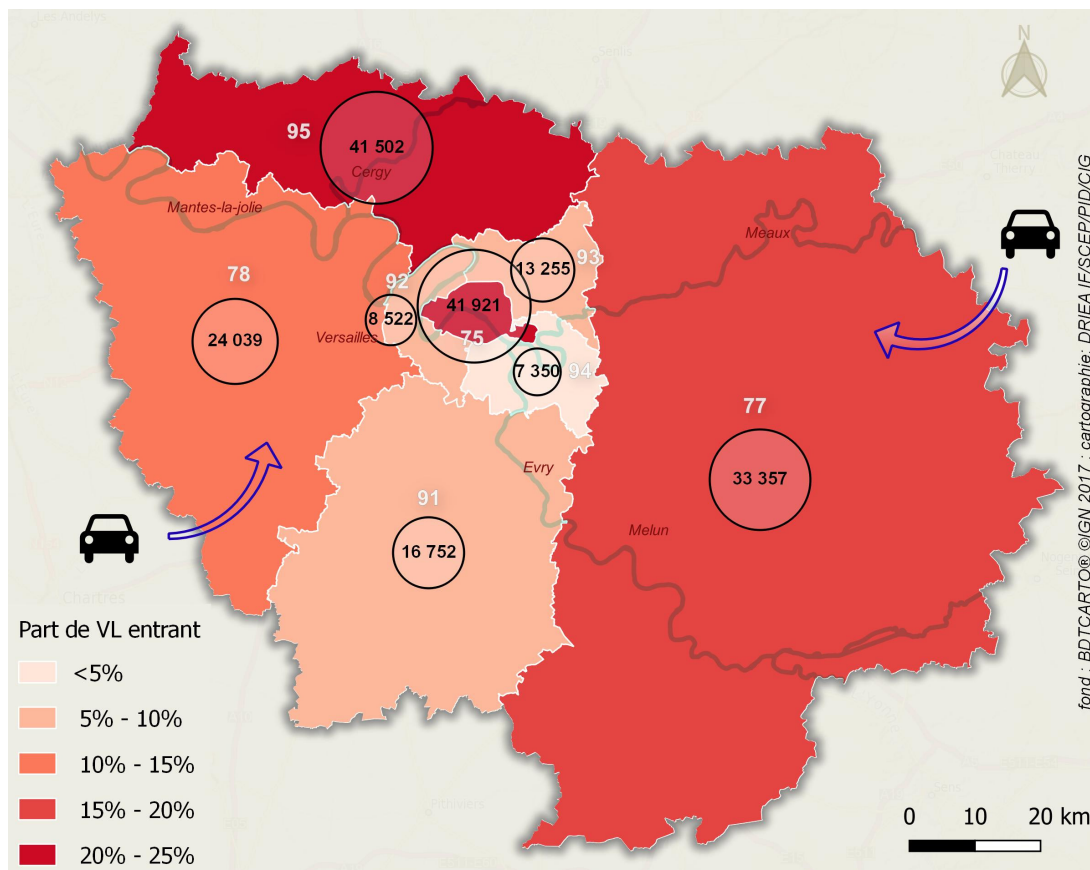 N
95
41 502
Cergy
Mantes-la-jolie
Meaux
78
92
93
13 255
41 921
8 522
24 039
Versailles
75
7 350
94
77
33 357
Evry
91
16 752
Melun
Chartres
Part de VL entrant
<5%
5% - 10%
10% - 15%
15% - 20%
20% - 25%
0 10 20 km
fond : BDTCARTO®©IGN 2017 ; cartographie: DRIEA IF/SCEP/PID/CIG